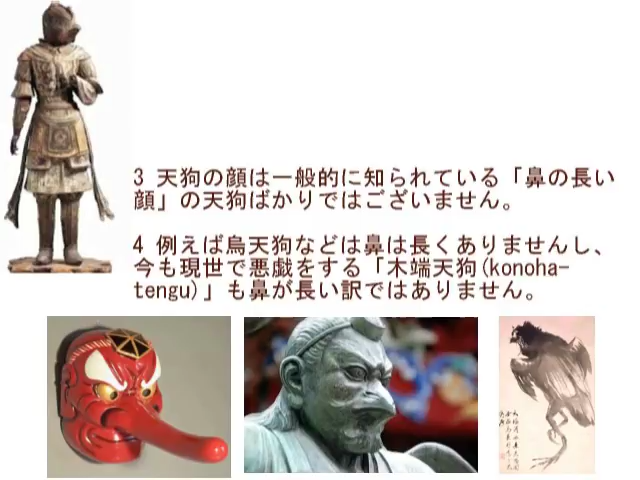 3 天狗の顔は一般的に知られている「鼻の長い
顔」の天狗ばかりではございません。
4 例えば烏天狗などは鼻は長くありませんし、
今も現世で悪戯をする「木端天狗(konoha-
tengu)」も鼻が長い訳ではありません。